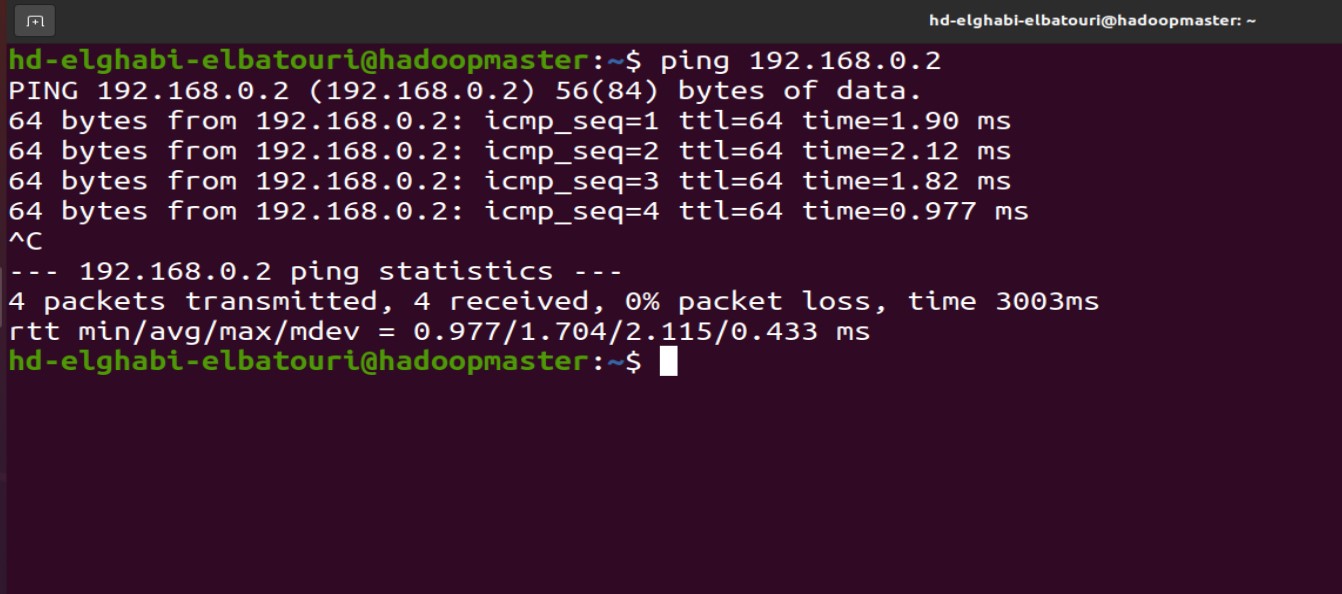 hd-elghabi-elbatouri@hadoopmaster: ~
hd-elghabi-elbatouri@hadoopmaster:~$ ping 192.168.0.2
PING 192.168.0.2 (192.168.0.2) 56(84) bytes of data.
64 bytes from 192.168.0.2: icmp_seq=1 ttl=64 time=1.90 ms
64 bytes from 192.168.0.2: icmp_seq=2 ttl=64 time=2.12 ms
64 bytes from 192.168.0.2: icmp_seq=3 ttl=64 time=1.82 ms
64 bytes from 192.168.0.2: icmp_seq=4 ttl=64 time=0.977 ms
^C
--- 192.168.0.2 ping statistics ---
4 packets transmitted, 4 received, 0% packet loss, time 3003ms
rtt min/avg/max/mdev = 0.977/1.704/2.115/0.433 ms
hd-elghabi-elbatouri@hadoopmaster:~$